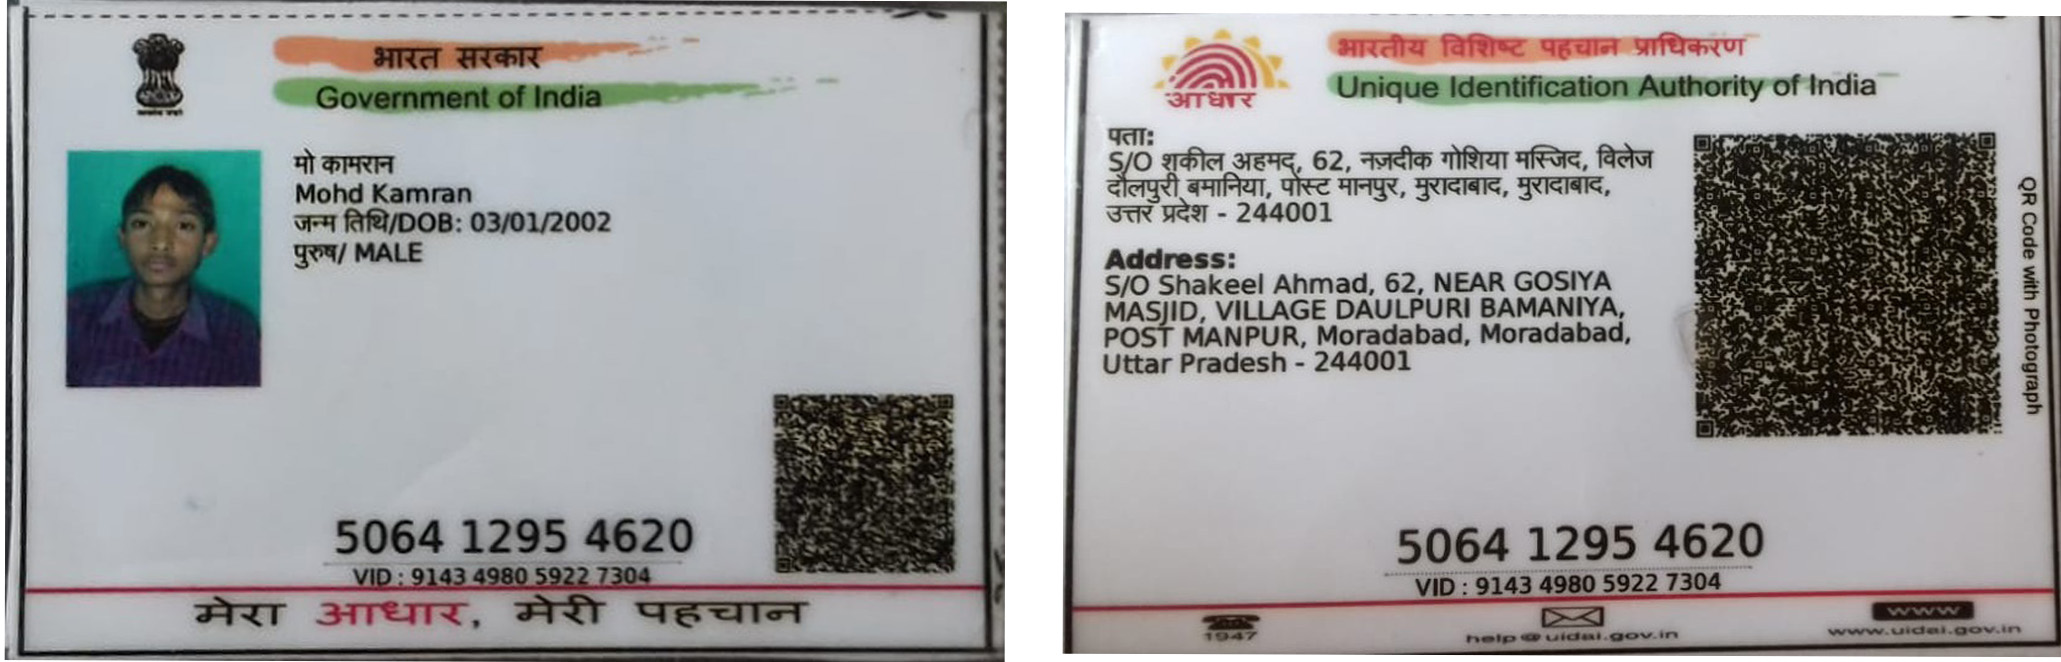 भारत सरकार
Government of India
मो कामरान
Mohd Kamran
जन्म तिथि/DOB: 03/01/2002
पुरुष/ MALE
5064 1295 4620
VID : 9143 4980 5922 7304
मेरा आधार, मेरी पहचान
आधार
भारतीय विशिष्ट पहचान प्राधिकरण
Unique Identification Authority of India
पता:
S/O शकील अहमद, 62, नज़दीक गोशिया मस्जिद, विलेज
दौलपुरी बमानिया, पोस्ट मानपुर, मुरादाबाद, मुरादाबाद,
उत्तर प्रदेश - 244001
Address:
S/O Shakeel Ahmad, 62, NEAR GOSIYA
MASJID, VILLAGE DAULPURI BAMANIYA,
POST MANPUR, Moradabad, Moradabad,
Uttar Pradesh - 244001
QR Code with Photograph
5064 1295 4620
VID : 9143 4980 5922 7304
1947
help@uidai.gov.in
www
www.uidai.gov.in